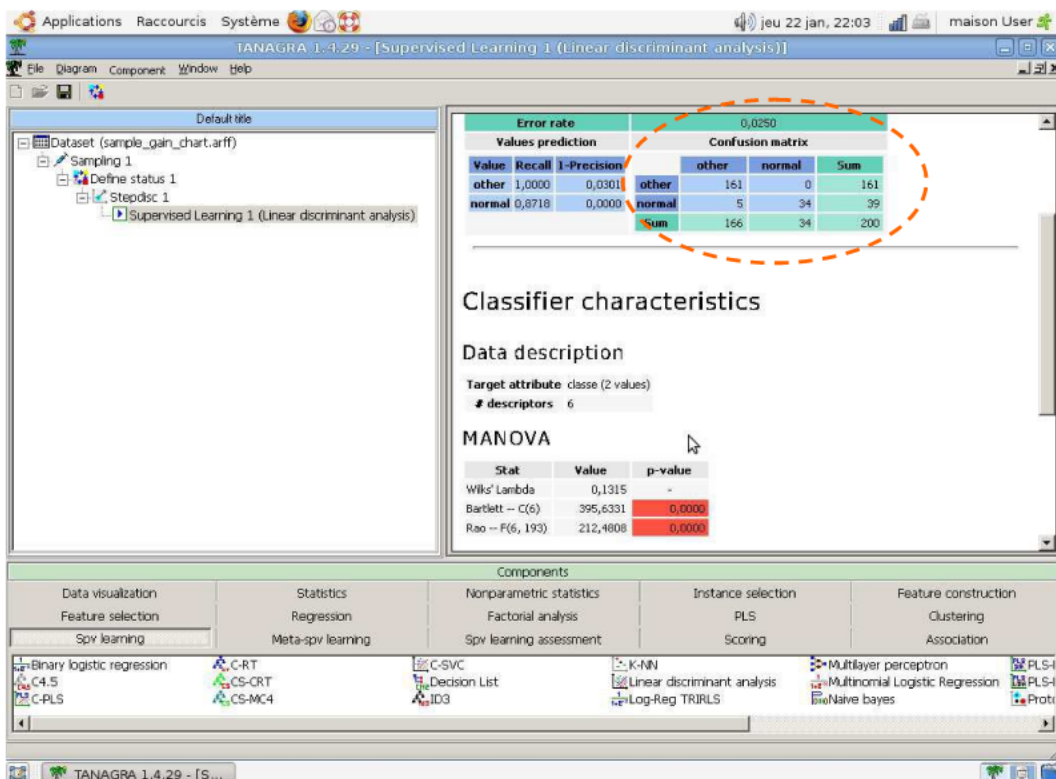 Applications Raccourcis Système jeu 22 jan, 22:03 maison User
TANAGRA 1.4.29 - [Supervised Learning 1 (Linear discriminant analysis)]
File Diagram Component Window Help
Default title
Dataset (sample_gain_chart.arff)
Sampling 1
Define status 1
Stepdisc 1
Supervised Learning 1 (Linear discriminant analysis)
Error rate 0,0250
Values prediction Confusion matrix
Value Recall 1-Precision other normal Sum
other 1,0000 0,0301 other 161 0 161
normal 0,8718 0,0000 normal 5 34 39
Sum 166 34 200
Classifier characteristics
Data description
Target attribute classe (2 values)
# descriptors 6
MANOVA
Stat Value p-value
Wilks' Lambda 0,1315 -
Bartlett -- C(6) 395,6331 0,0000
Rao -- F(6, 193) 212,4808 0,0000
Components
Data visualization Statistics Nonparametric statistics Instance selection Feature construction
Feature selection Regression Factorial analysis PLS Clustering
Spv learning Meta-spv learning Spv learning assessment Scoring Association
Binary logistic regression C-RT C-SVC K-NN Multilayer perceptron PLS-
C4.5 CS-CRT Decision List Linear discriminant analysis Multinomial Logistic Regression PLS-
C-PLS CS-MC4 ID3 Log-Reg TRIRLS Naive bayes Prot
TANAGRA 1.4.29 - [S...